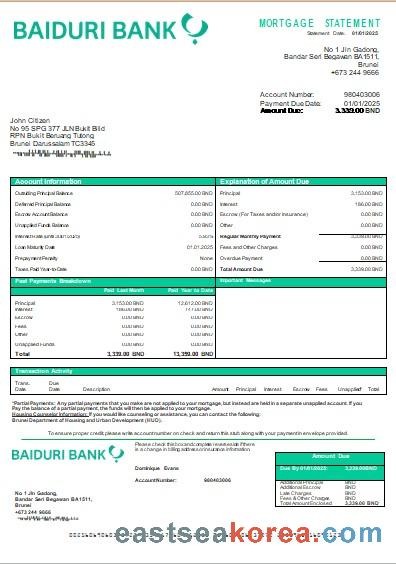 BAIDURI BANK
MORTGAGE STATEMENT
Statement Date. 01/01/2025
No 1 Jin Gadong,
Bandar Seri Begawan BA1511,
Brunei
+673 244 9666
Account Number: 980403006
Payment Due Date: 01/01/2025
Amount Due: 3,339.00 BND
John Citizen
No 95 SPG 377 JLN Bukit Bild
RPN Bukit Beruang Tutong
Brunei Darussalam TC3345
Account Information Explanation of Amount Due
Outstanding Principal Balance 507,855.00 BND Principal 3,153.00 BND
Deferred Principal Balance 0.00 BND Interest 186.00 BND
Escrow Account Balance 0.00 BND Escrow (For Taxes and/or Insurance) 0.00 BND
Unapplied Funds Balance 0.00 BND Other 0.00 BND
Regular Monthly Payment 3,339.00 BND
Loan Maturity Date 01.01.2025 Fees and Other Charges 0.00 BND
Prepayment Penalty None Overdue Payment 0.00 BND
Taxes Paid Year-to-Date 0.00 BND Total Amount Due 3,339.00 BND
Past Payments Breakdown Important Messages
Paid Last Month Paid Year to Date
Principal 3,153.00 BND 12,612.00 BND
Interest 186.00 BND
Escrow 0.00 BND 0.00 BND
Fees 0.00 BND 0.00 BND
Other 0.00 BND 0.00 BND
Unapplied Funds 0.00 BND 0.00 BND
Total 3,339.00 BND 13,359.00 BND
Transaction Activity
Trans. Due
Date Date Description Amount Principal Interest Escrow Fees Unapplied Total
*Partial Payments: Any partial payments that you make are not applied to your mortgage, but instead are held in a separate unapplied account. If you
Pay the balance of a partial payment, the funds will then be applied to your mortgage.
Housing Counselor Information: If you would like counseling or assistance, you can contact the following:
Brunei Department of Housing and Urban Development (HUD).
To ensure proper credit please write account number on check and return this stub along with your payment in envelope provided.
BAIDURI BANK
Please check this box and complete reverse side if there
is a change in billing address or insurance information
Dominique Evans
Account Number: 980403006
Amount Due
Due By 01/01/2025: 3,339.00 BND
Additional Principal BND
Additional Escrow BND
Late Charges BND
Fees & Other Charges BND
Total Amount Enclosed 3,339.00 BND
No 1 Jin Gadong,
Bandar Seri Begawan BA1511,
Brunei
+673 244 9666
eastseakorea.com